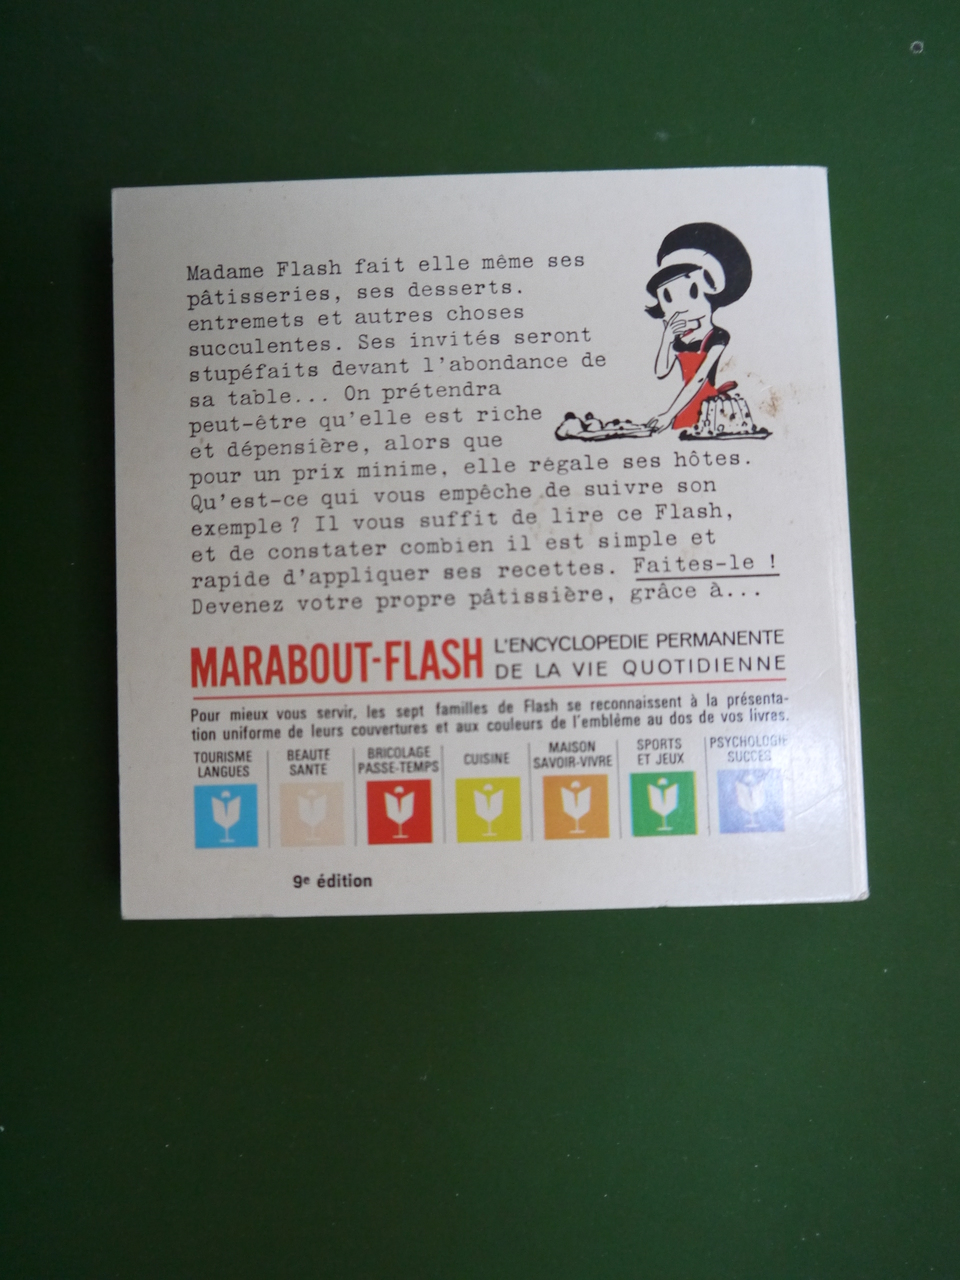 Madame Flash fait elle même ses
pâtisseries, ses desserts.
entremets et autres choses
succulentes. Ses invités seront
stupéfaits devant l'abondance de
sa table... On prétendra
peut-être qu'elle est riche
et dépensière, alors que
pour un prix minime, elle régale ses hôtes.
Qu'est-ce qui vous empêche de suivre son
exemple ? Il vous suffit de lire ce Flash,
et de constater combien il est simple et
rapide d'appliquer ses recettes. Faites-le !
Devenez votre propre pâtissière, grâce à...
MARABOUT-FLASH
L'ENCYCLOPEDIE PERMANENTE
DE LA VIE QUOTIDIENNE
Pour mieux vous servir, les sept familles de Flash se reconnaissent à la présenta-
tion uniforme de leurs couvertures et aux couleurs de l'emblème au dos de vos livres.
TOURISME
LANGUES
BEAUTE
SANTE
BRICOLAGE
PASSE-TEMPS
CUISINE
MAISON
SAVOIR-VIVRE
SPORTS
ET JEUX
PSYCHOLOGIE
SUCCES
9e édition